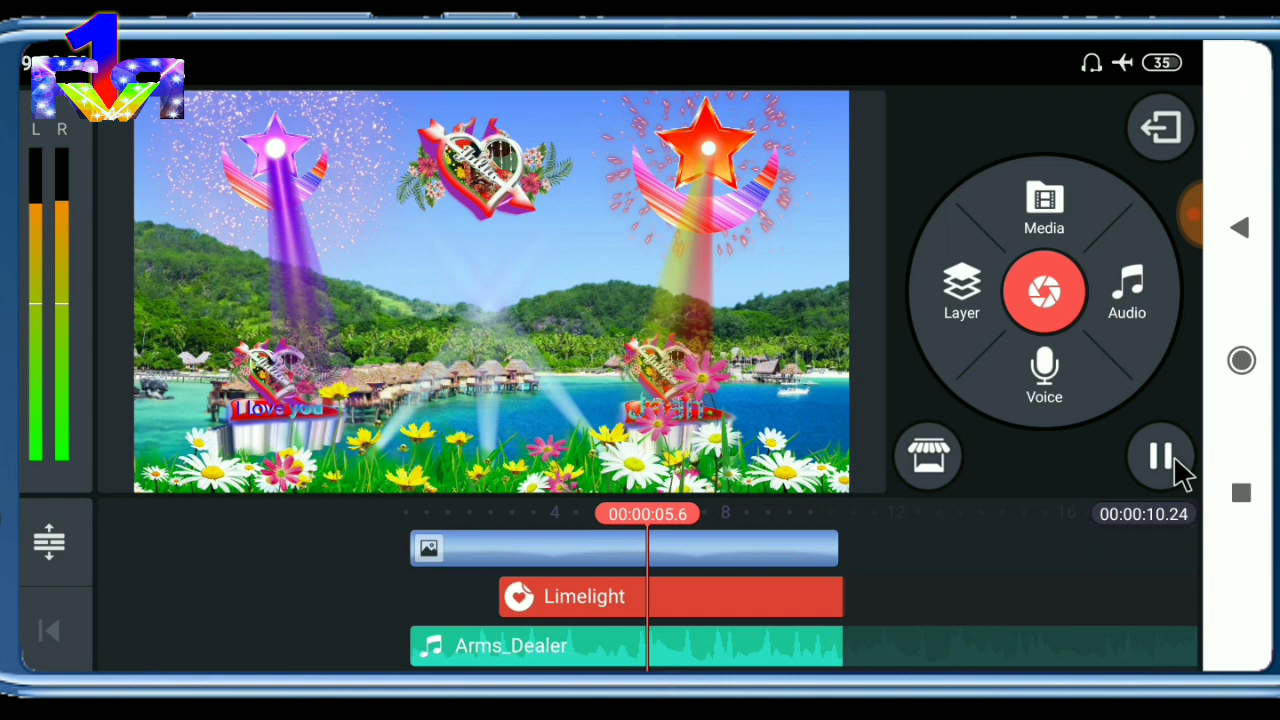 35
L R
Hello
Media
Layer
Audio
Voice
I love you
4
00:00:05.6
8
12
16
00:00:10.24
Limelight
Arms_Dealer